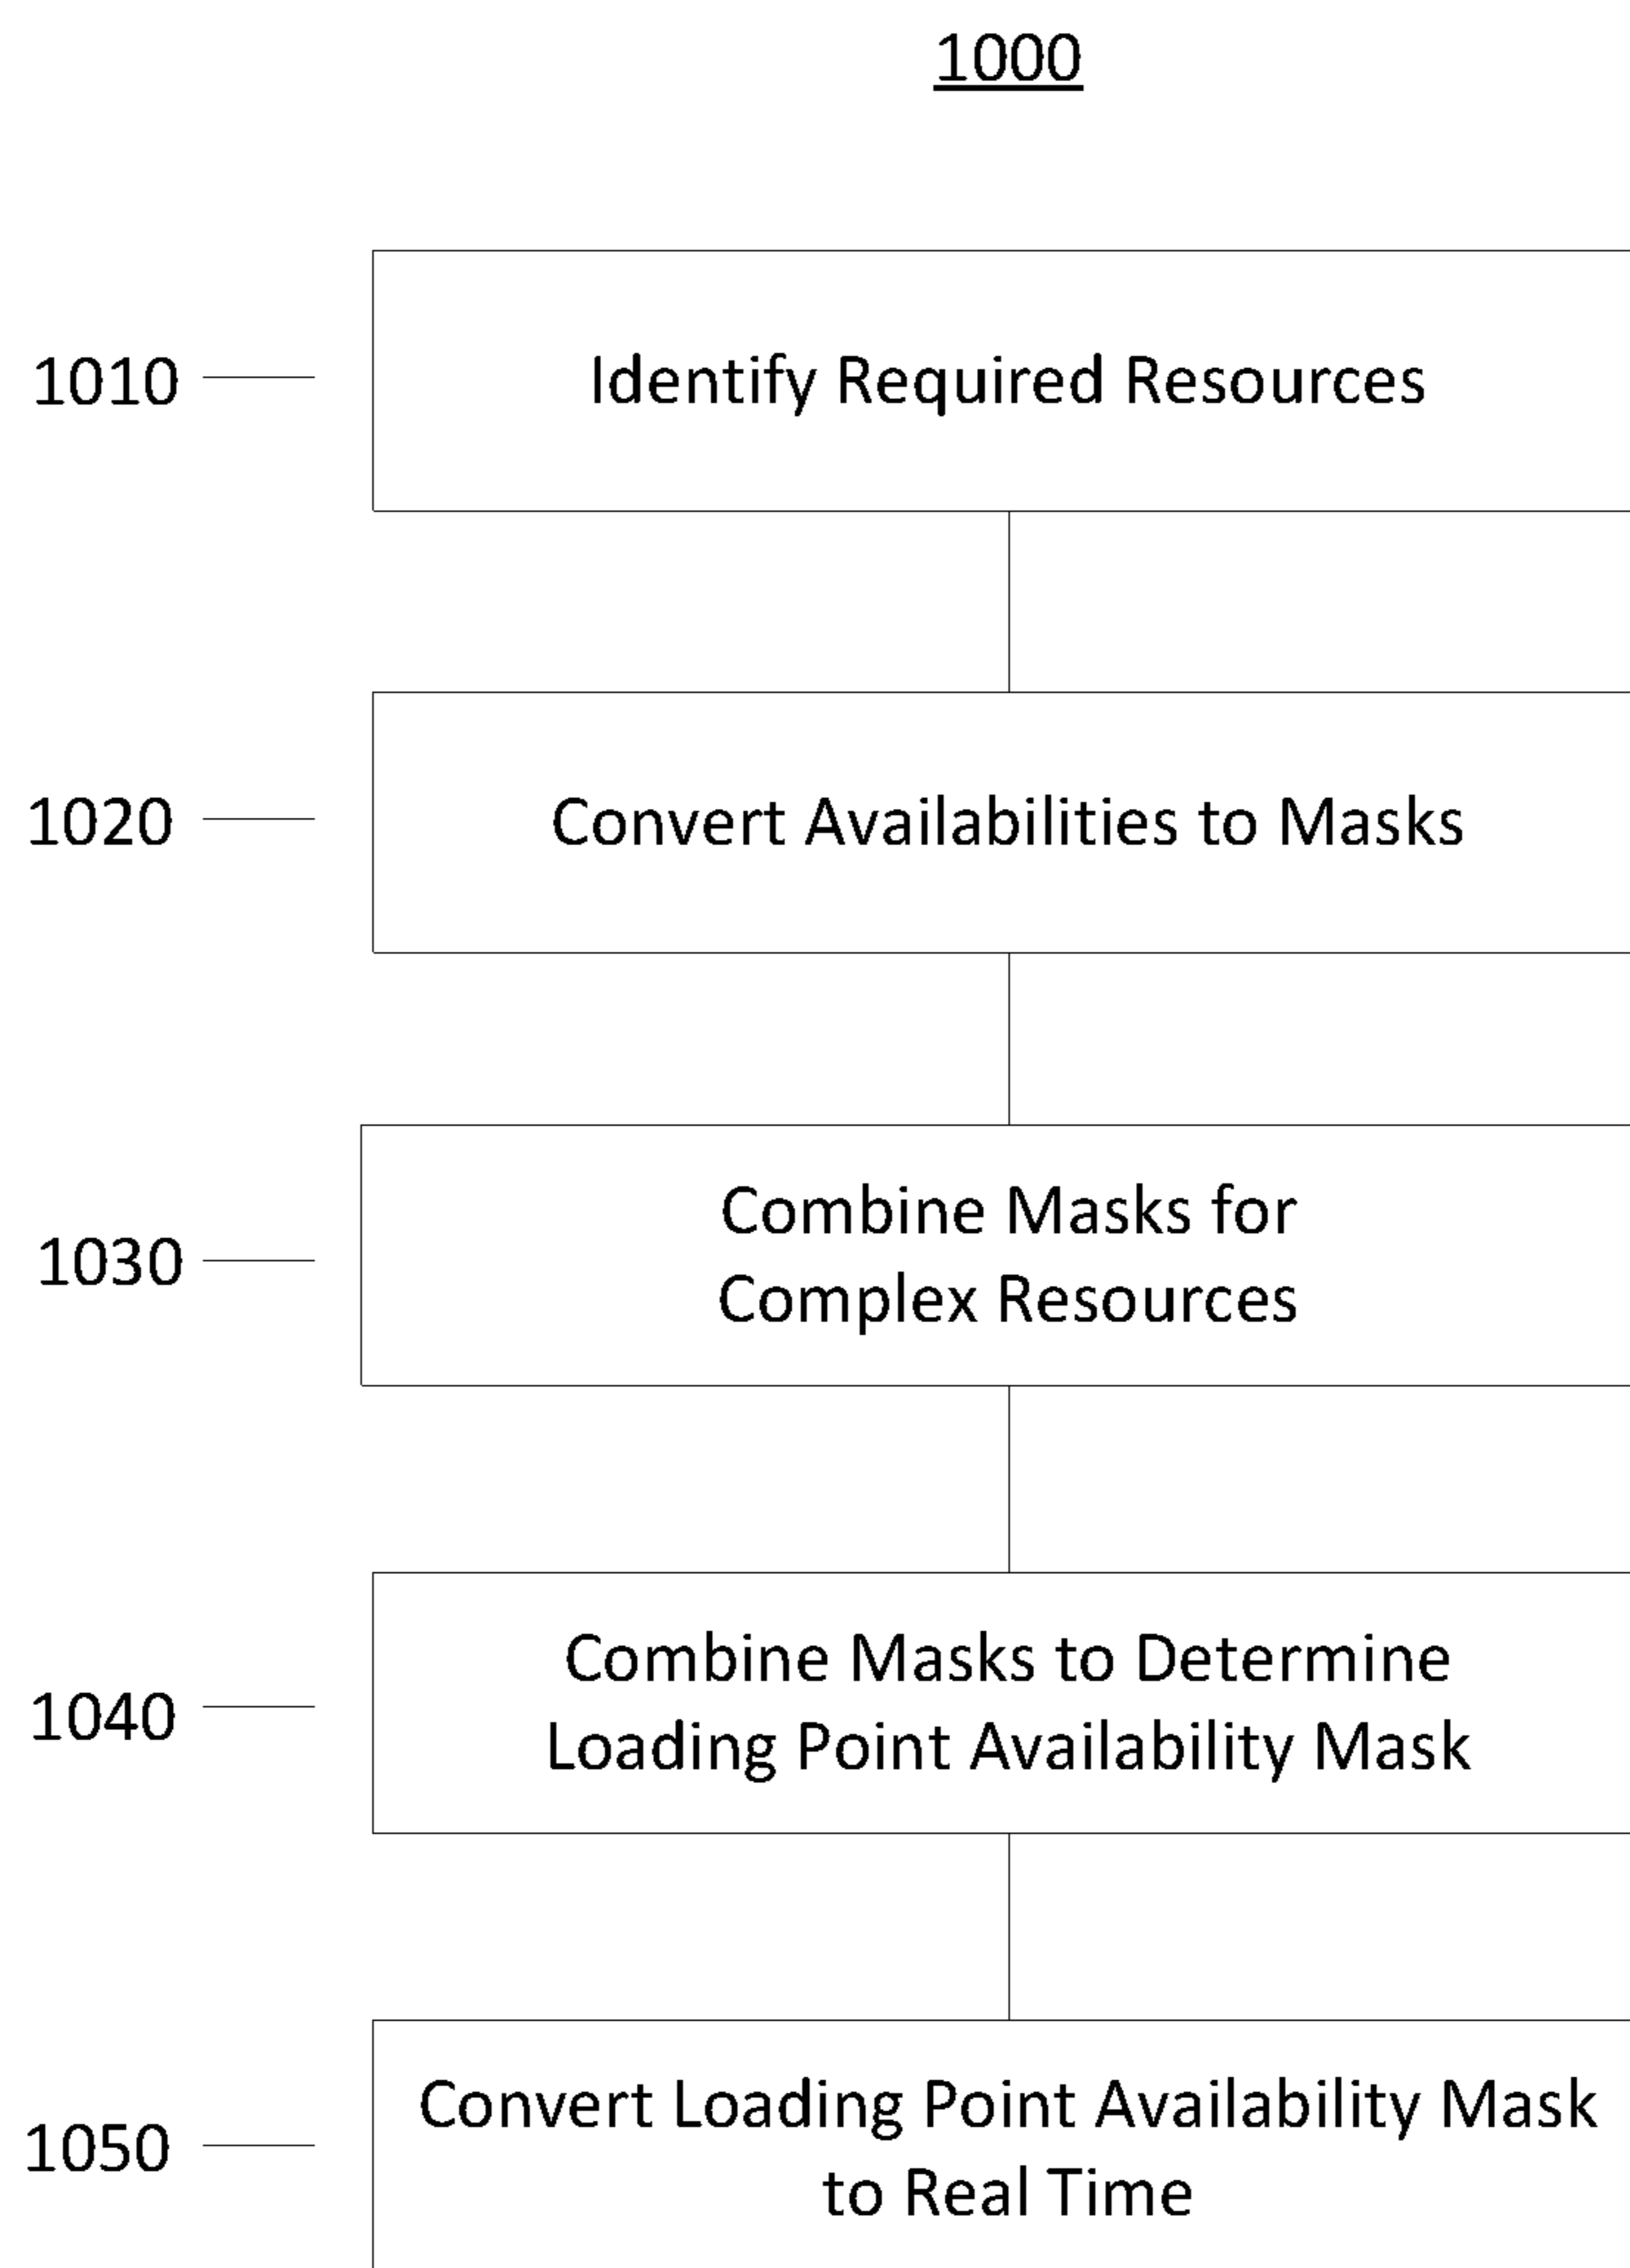 1000
1010
Identify Required Resources
1020
Convert Availabilities to Masks
1030
Combine Masks for
Complex Resources
1040
Combine Masks to Determine
Loading Point Availability Mask
1050
Convert Loading Point Availability Mask
to Real Time